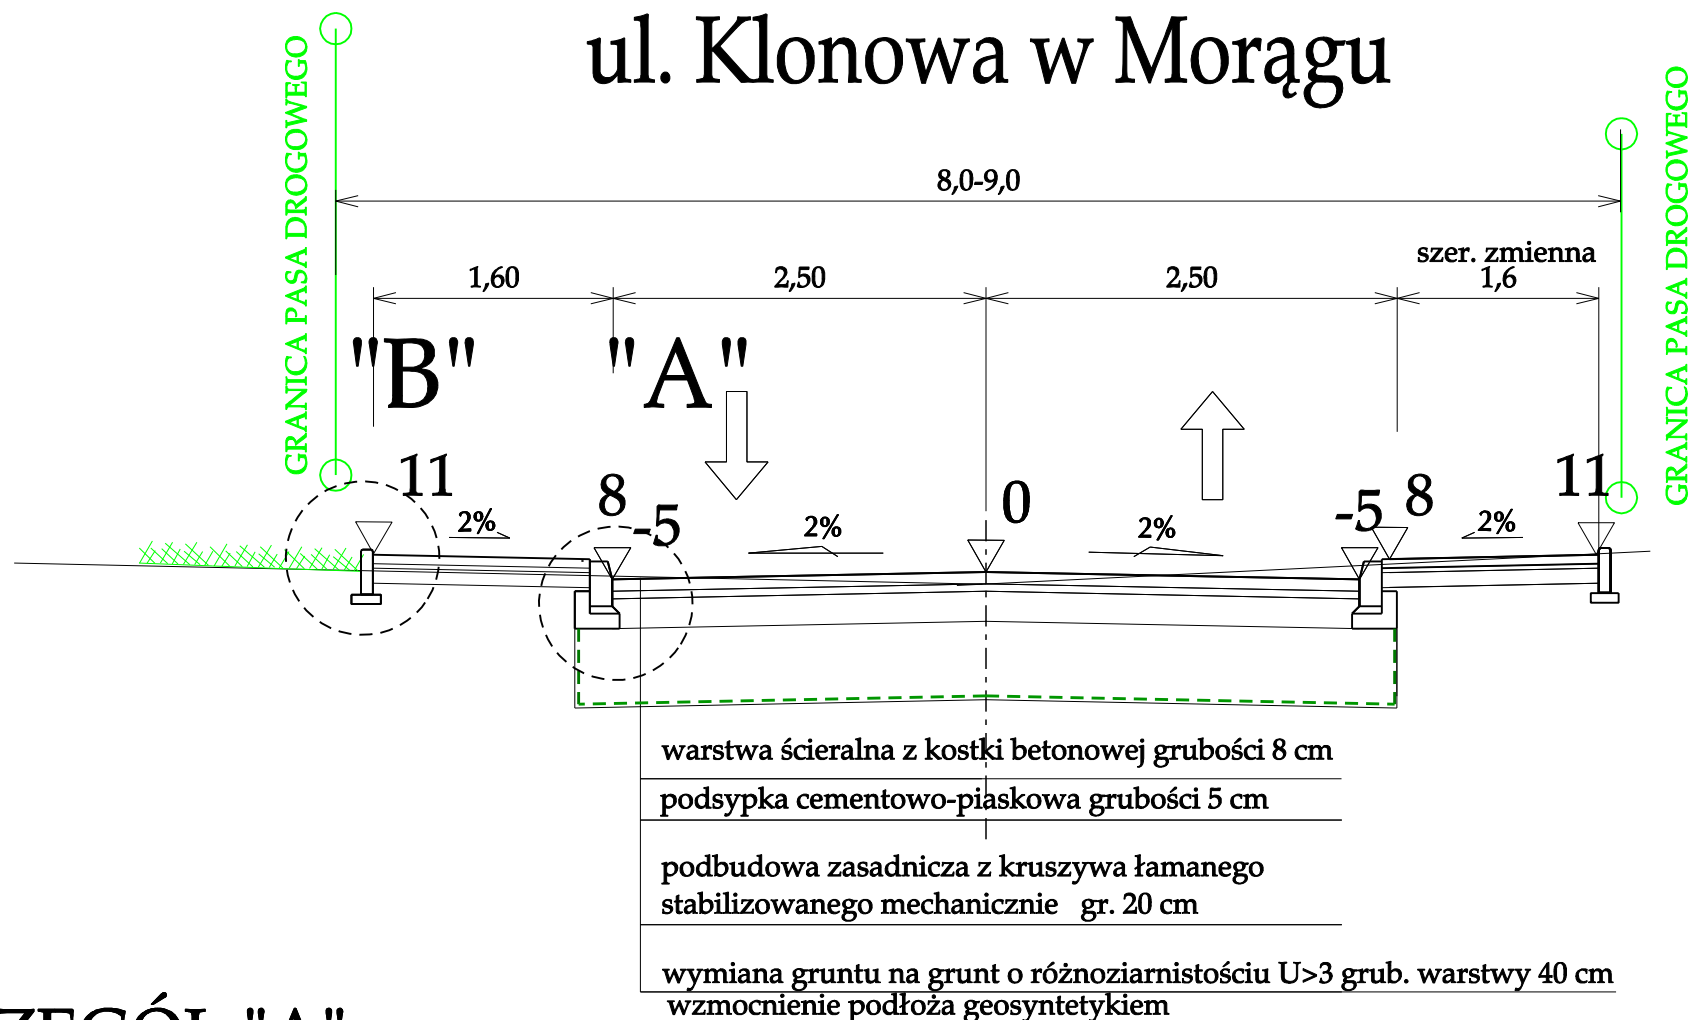 ul. Klonowa w Morągu
GRANICA PASA DROGOWEGO
GRANICA PASA DROGOWEGO
8,0-9,0
szer. zmienna
1,60 2,50 2,50 1,6
"B" "A"
11 8 -5 0 -5 8 11
2% 2% 2% 2%
warstwa ścieralna z kostki betonowej grubości 8 cm
podsypka cementowo-piaskowa grubości 5 cm
podbudowa zasadnicza z kruszywa łamanego
stabilizowanego mechanicznie gr. 20 cm
wymiana gruntu na grunt o różnoziarnistościu U>3 grub. warstwy 40 cm
wzmocnienie podłoża geosyntetykiem
"A"